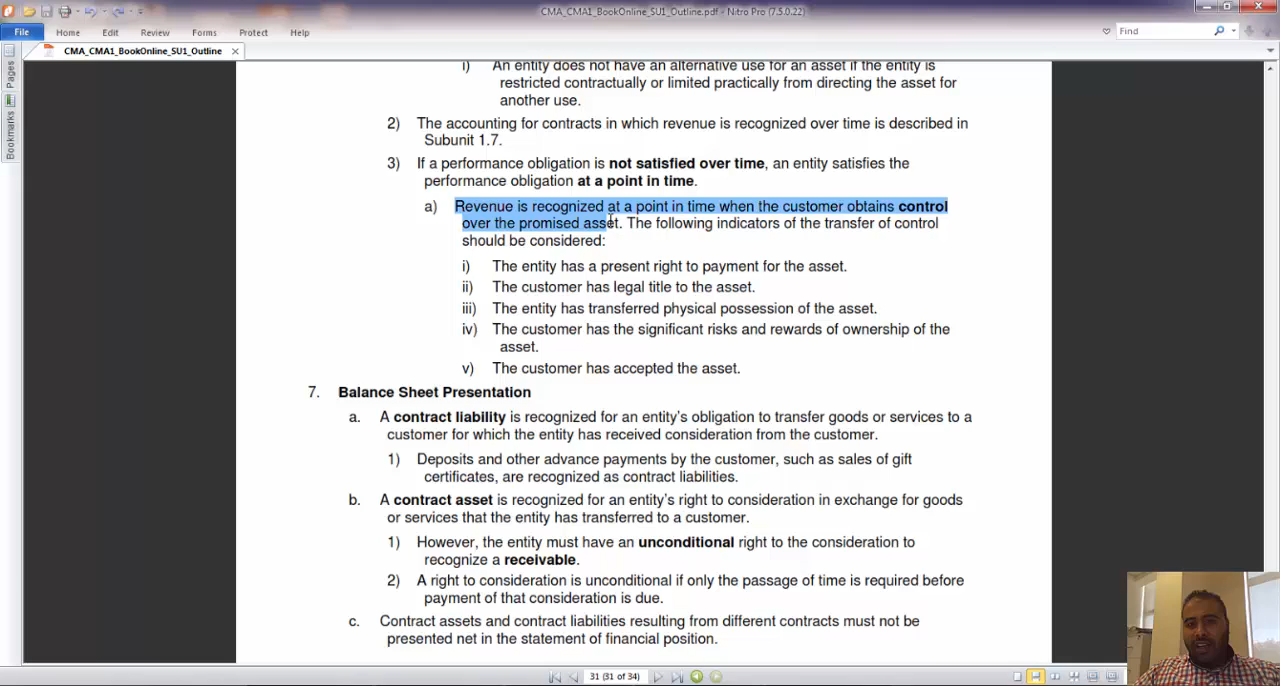 CMA_CMA1_BookOnline_SU1_Outline.pdf - Nitro Pro (7.5.0.22)
File Home Edit Review Forms Protect Help Find
CMA_CMA1_BookOnline_SU1_Outline
Pages
Bookmarks
i) An entity does not have an alternative use for an asset if the entity is
restricted contractually or limited practically from directing the asset for
another use.
2) The accounting for contracts in which revenue is recognized over time is described in
Subunit 1.7.
3) If a performance obligation is not satisfied over time, an entity satisfies the
performance obligation at a point in time.
a) Revenue is recognized at a point in time when the customer obtains control
over the promised asset. The following indicators of the transfer of control
should be considered:
i) The entity has a present right to payment for the asset.
ii) The customer has legal title to the asset.
iii) The entity has transferred physical possession of the asset.
iv) The customer has the significant risks and rewards of ownership of the
asset.
v) The customer has accepted the asset.
7. Balance Sheet Presentation
a. A contract liability is recognized for an entity's obligation to transfer goods or services to a
customer for which the entity has received consideration from the customer.
1) Deposits and other advance payments by the customer, such as sales of gift
certificates, are recognized as contract liabilities.
b. A contract asset is recognized for an entity's right to consideration in exchange for goods
or services that the entity has transferred to a customer.
1) However, the entity must have an unconditional right to the consideration to
recognize a receivable.
2) A right to consideration is unconditional if only the passage of time is required before
payment of that consideration is due.
c. Contract assets and contract liabilities resulting from different contracts must not be
presented net in the statement of financial position.
31 (31 of 34)